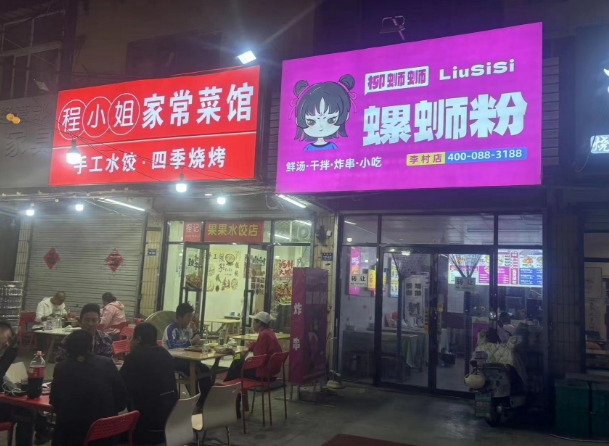 程小姐家常菜馆
手工水饺·四季烧烤
柳蛳蛳 LiuSiSi
螺蛳粉
鲜汤·干拌·炸串·小吃
李村店 400-088-3188
果果水饺店
炸串
烧